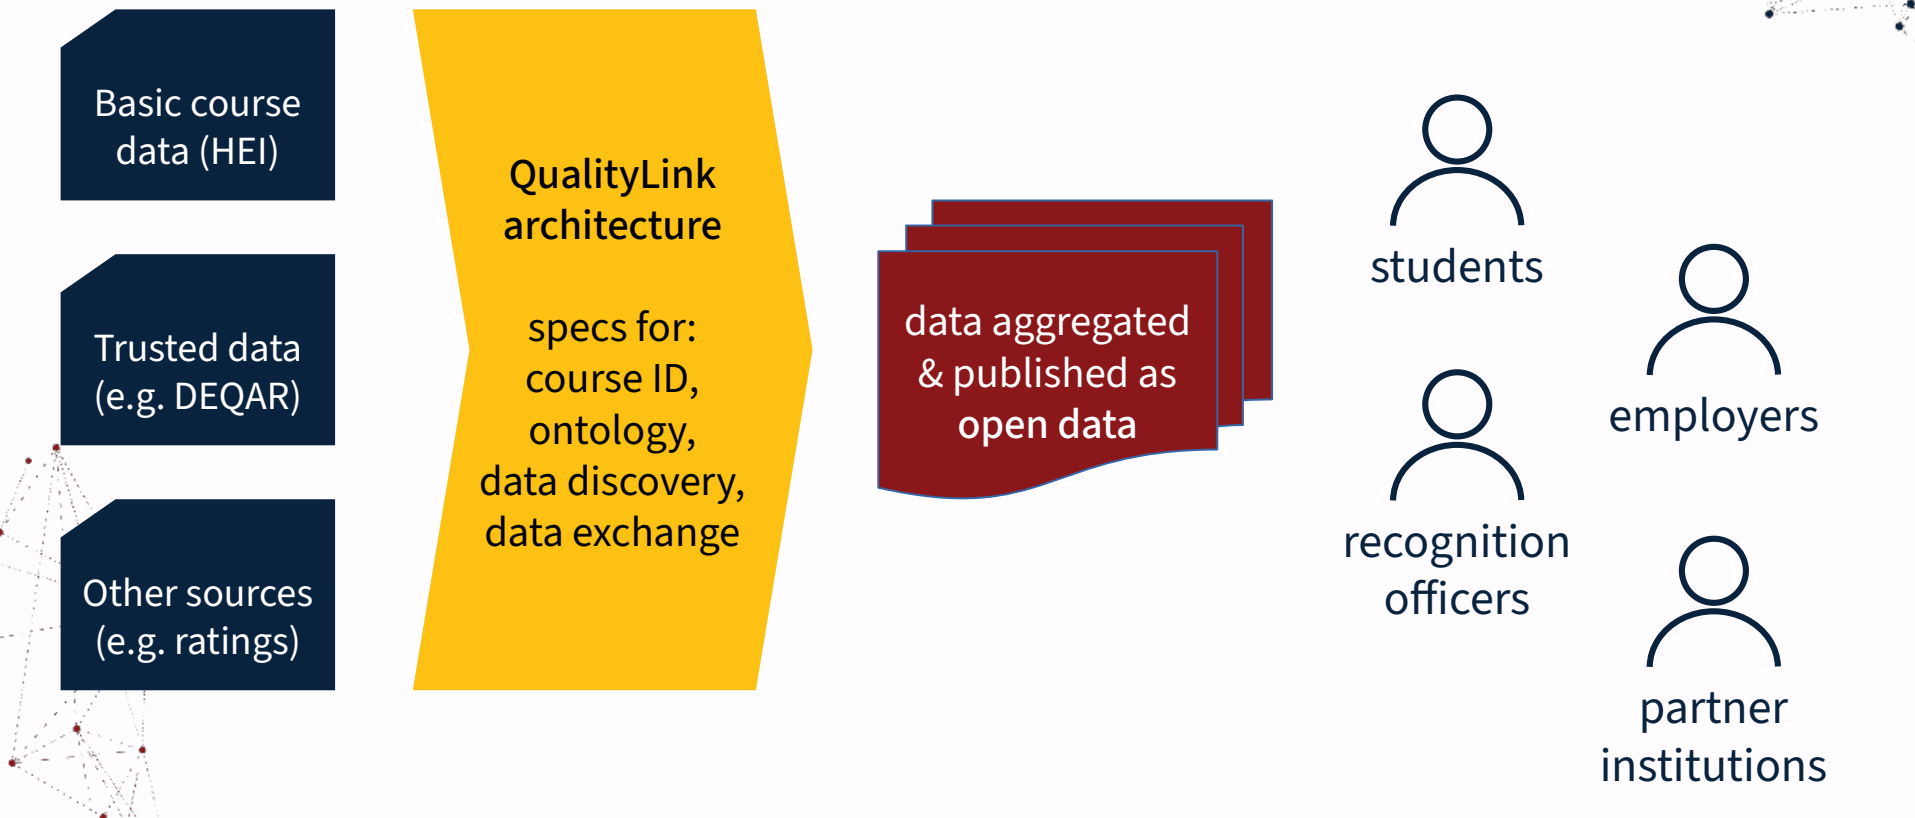 Basic course
data (HEI)
Trusted data
(e.g. DEQAR)
Other sources
(e.g. ratings)
QualityLink
architecture
specs for:
course ID,
ontology,
data discovery,
data exchange
data aggregated
& published as
open data
students
employers
recognition
officers
partner
institutions